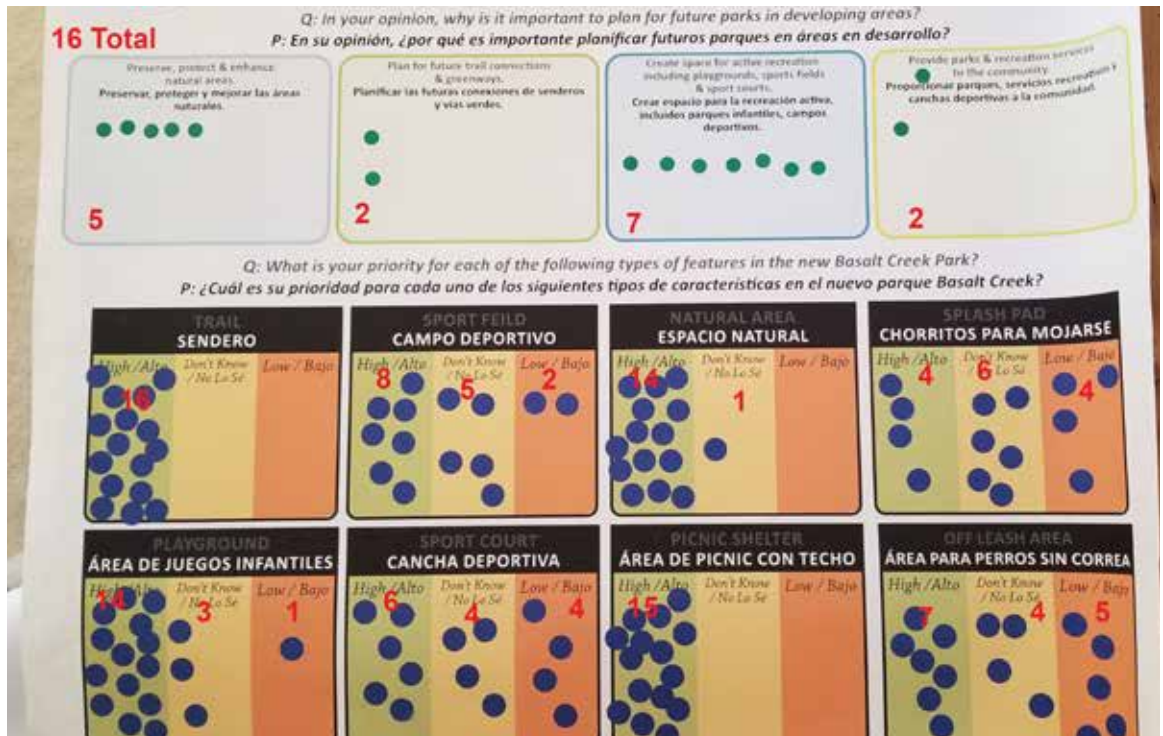 Q: In your opinion, why is it important to plan for future parks in developing areas?
16 Total
P: En su opinión, ¿por qué es importante planificar futuros parques en áreas en desarrollo?
Preserve, protect & enhance
natural areas.
Preservar, proteger y mejorar las áreas
naturales.
5
Plan for future trail connections
& greenways.
Planificar las futuras conexiones de senderos
y vías verdes.
2
Create space for active recreation
including playgrounds, sports fields
& sport courts.
Crear espacio para la recreación activa,
incluidos parques infantiles, campos
deportivos.
7
Provide parks & recreation services
to the community.
Proporcionar parques, servicios recreation y
canchas deportivas a la comunidad.
2
Q: What is your priority for each of the following types of features in the new Basalt Creek Park?
P: ¿Cuál es su prioridad para cada uno de los siguientes tipos de características en el nuevo parque Basalt Creek?
TRAIL
SENDERO
High /Alto Don't Know / No Lo Sé Low / Bajo
SPORT FEILD
CAMPO DEPORTIVO
High /Alto Don't Know / No Lo Sé Low / Bajo
8 5 2
NATURAL AREA
ESPACIO NATURAL
High /Alto Don't Know / No Lo Sé Low / Bajo
14 1
SPLASH PAD
CHORRITOS PARA MOJARSE
High /Alto Don't Know / No Lo Sé Low / Bajo
4 6 4
PLAYGROUND
ÁREA DE JUEGOS INFANTILES
High /Alto Don't Know / No Lo Sé Low / Bajo
14 3 1
SPORT COURT
CANCHA DEPORTIVA
High /Alto Don't Know / No Lo Sé Low / Bajo
6 4 4
PICNIC SHELTER
ÁREA DE PICNIC CON TECHO
High /Alto Don't Know / No Lo Sé Low / Bajo
15
OFF LEASH AREA
ÁREA PARA PERROS SIN CORREA
High /Alto Don't Know / No Lo Sé Low / Bajo
7 4 5